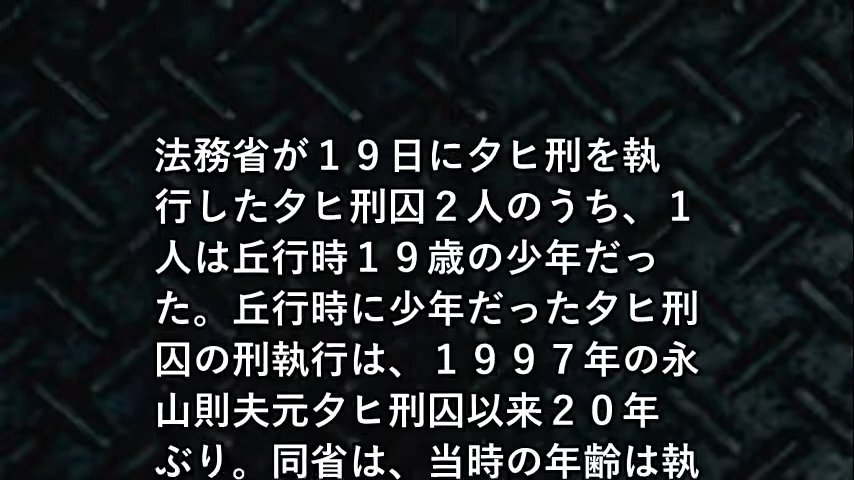 法務省が１９日に夕ヒ刑を執
行した夕ヒ刑囚２人のうち、１
人は丘行時１９歳の少年だっ
た。丘行時に少年だった夕ヒ刑
囚の刑執行は、１９９７年の永
山則夫元夕ヒ刑囚以来２０年
ぶり。同省は、当時の年齢は執